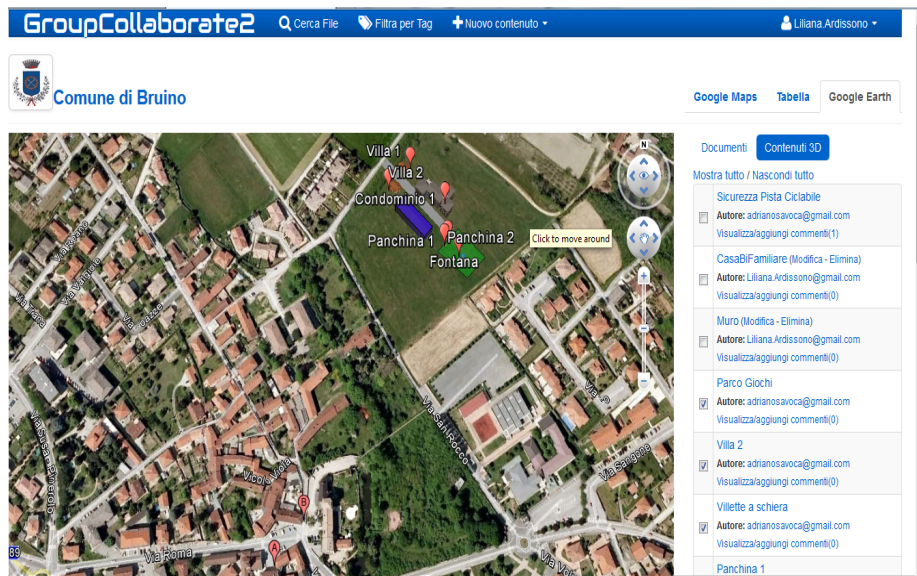 GroupCollaborate2
Cerca File
Filtra per Tag
Nuovo contenuto
Liliana.Ardissono
Comune di Bruino
Google Maps
Tabella
Google Earth
Documenti
Contenuti 3D
Mostra tutto / Nascondi tutto
Sicurezza Pista Ciclabile
Autore: adrianosavoca@gmail.com
Visualizza/aggiungi commenti(1)
CasaBiFamiliare (Modifica - Elimina)
Autore: Liliana.Ardissono@gmail.com
Visualizza/aggiungi commenti(0)
Muro (Modifica - Elimina)
Autore: Liliana.Ardissono@gmail.com
Visualizza/aggiungi commenti(0)
Parco Giochi
Autore: adrianosavoca@gmail.com
Visualizza/aggiungi commenti(0)
Villa 2
Autore: adrianosavoca@gmail.com
Visualizza/aggiungi commenti(0)
Villette a schiera
Autore: adrianosavoca@gmail.com
Visualizza/aggiungi commenti(0)
Panchina 1
N
Villa 1
Villa 2
Condominio 1
Panchina 1
Panchina 2
Click to move around
Fontana
Via San Rocco
Via Sangone
Vicolo Viola
B
A
Via Roma
89